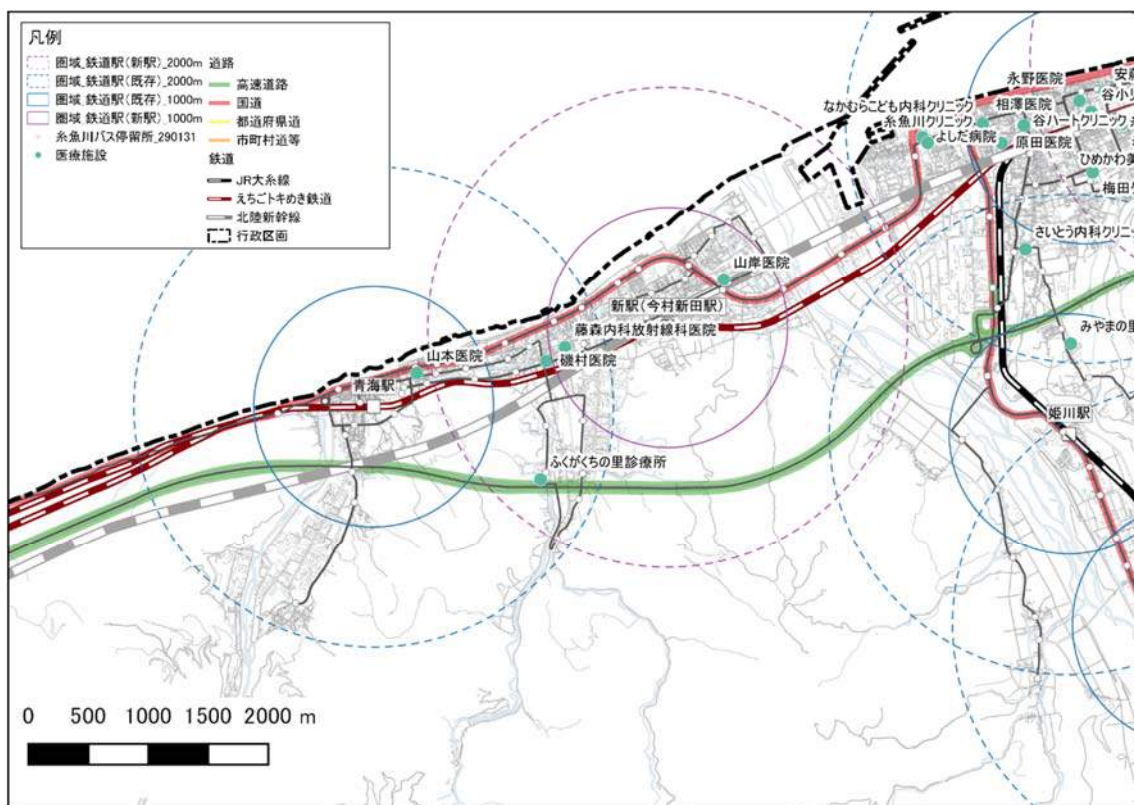 凡例
圏域_鉄道駅(新駅)_2000m
圏域_鉄道駅(既存)_2000m
圏域_鉄道駅(既存)_1000m
圏域 鉄道駅(新駅)_1000m
糸魚川バス停留所_290131
医療施設
道路
高速道路
国道
都道府県道
市町村道等
鉄道
JR大糸線
えちごトキめき鉄道
北陸新幹線
行政区画
永野医院
安
なかむらこども内科クリニック
相澤医院
谷小児
糸魚川クリニック
谷ハートクリニック
よしだ病院
原田医院
ひめかわ美
梅田
さいとう内科クリニック
山岸医院
新駅(今村新田駅)
藤森内科放射線科医院
みやまの里
山本医院
磯村医院
青海駅
姫川駅
ふくがくちの里診療所
0 500 1000 1500 2000 m